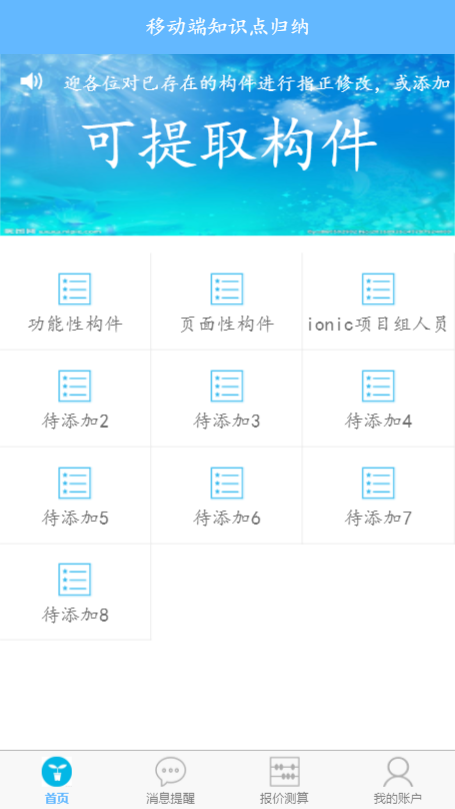 移动端知识点归纳
迎各位对已存在的构件进行指正修改，或添加
可提取构件
功能性构件
页面性构件
ionic项目组人员
待添加2
待添加3
待添加4
待添加5
待添加6
待添加7
待添加8
首页
消息提醒
报价测算
我的账户